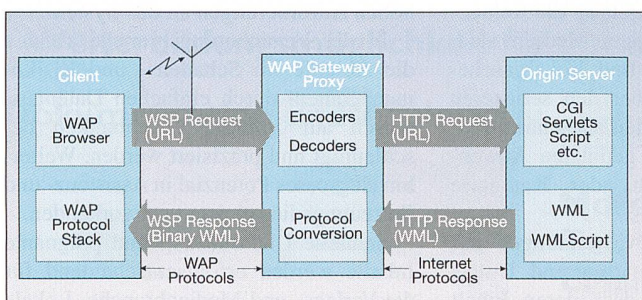 Client
WAP
Browser
WAP
Protocol
Stack
WSP Request
(URL)
WSP Response
(Binary WML)
WAP
Protocols
WAP Gateway /
Proxy
Encoders
Decoders
Protocol
Conversion
HTTP Request
(URL)
HTTP Response
(WML)
Internet
Protocols
Origin Server
CGI
Servlets
Script
etc.
WML
WMLScript